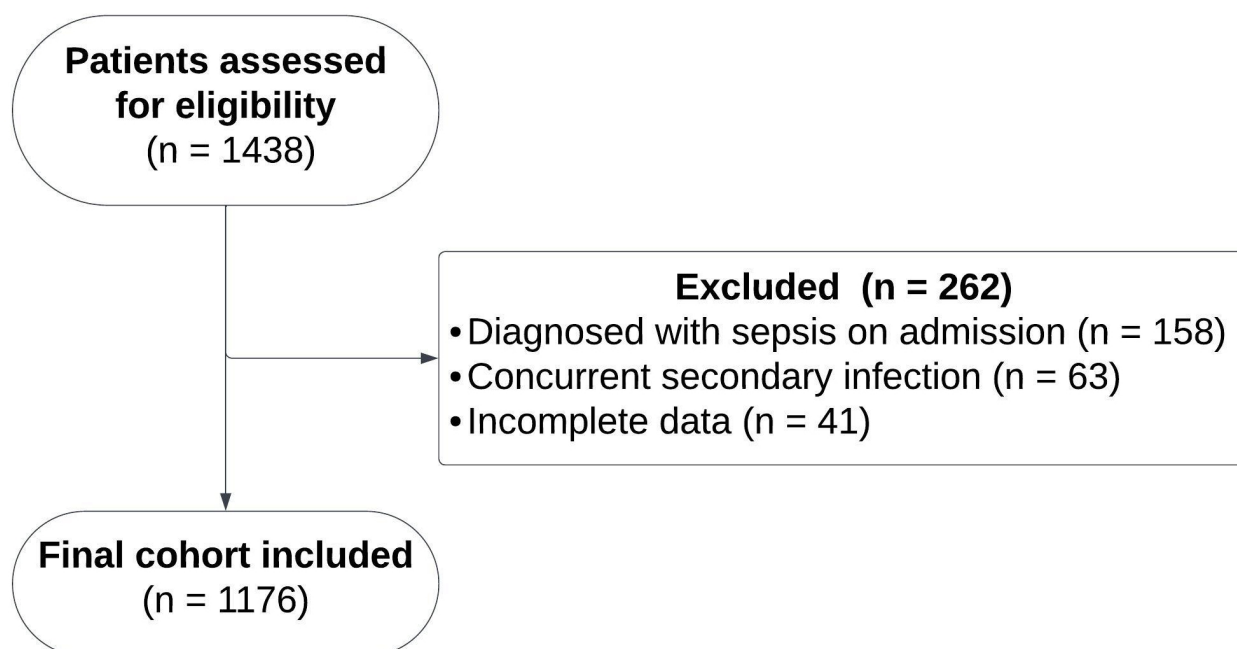 Patients assessed
for eligibility
(n = 1438)
Excluded  (n = 262)
•Diagnosed with sepsis on admission (n = 158)
•Concurrent secondary infection (n = 63)
•Incomplete data (n = 41)
Final cohort included
(n = 1176)